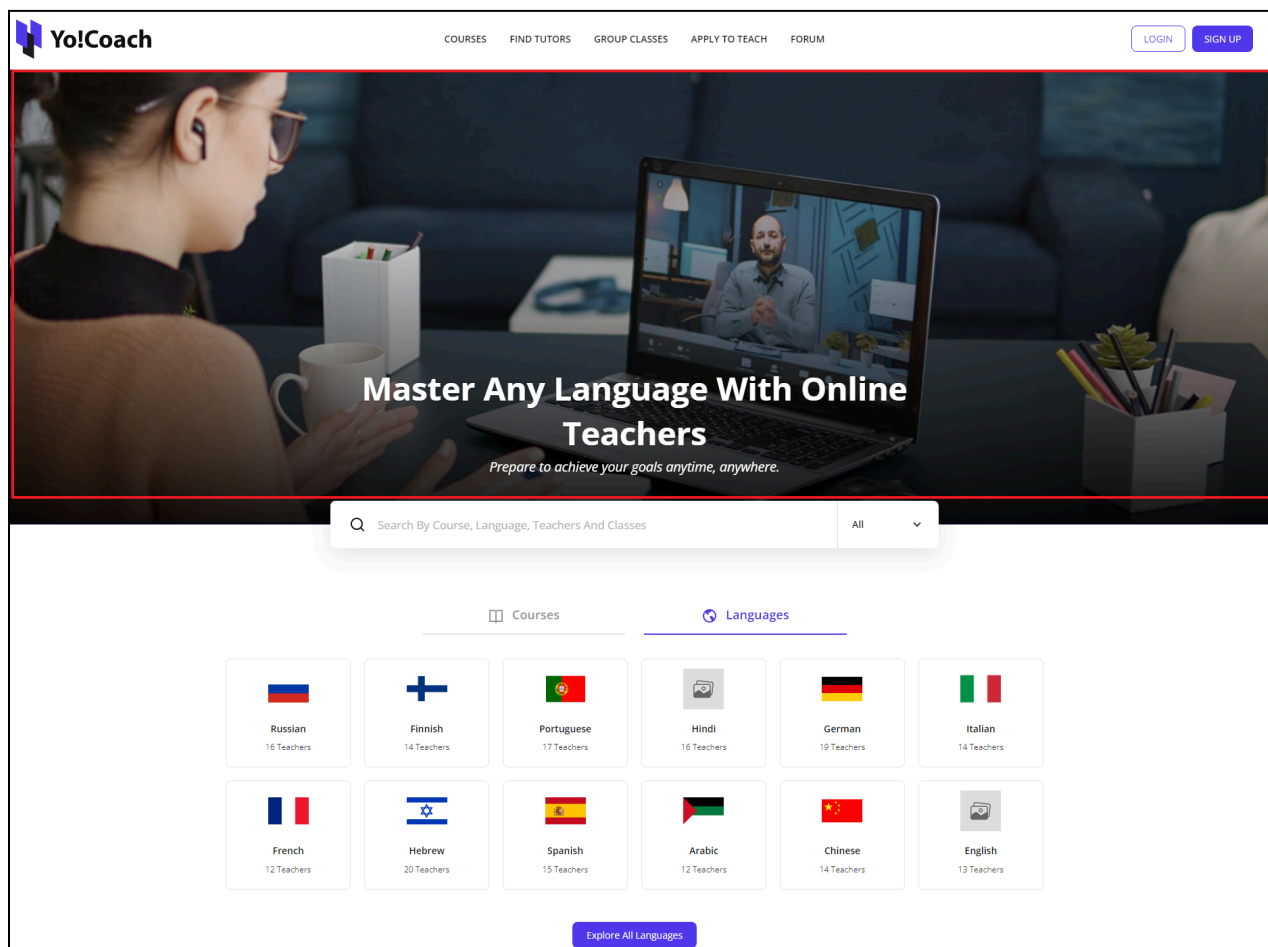 Yo!Coach
COURSES FIND TUTORS GROUP CLASSES APPLY TO TEACH FORUM
LOGIN SIGN UP
Master Any Language With Online
Teachers
Prepare to achieve your goals anytime, anywhere.
Search By Course, Language, Teachers And Classes
All
Courses
Languages
Russian
16 Teachers
Finnish
14 Teachers
Portuguese
17 Teachers
Hindi
16 Teachers
German
19 Teachers
Italian
14 Teachers
French
12 Teachers
Hebrew
20 Teachers
Spanish
15 Teachers
Arabic
12 Teachers
Chinese
14 Teachers
English
13 Teachers
Explore All Languages